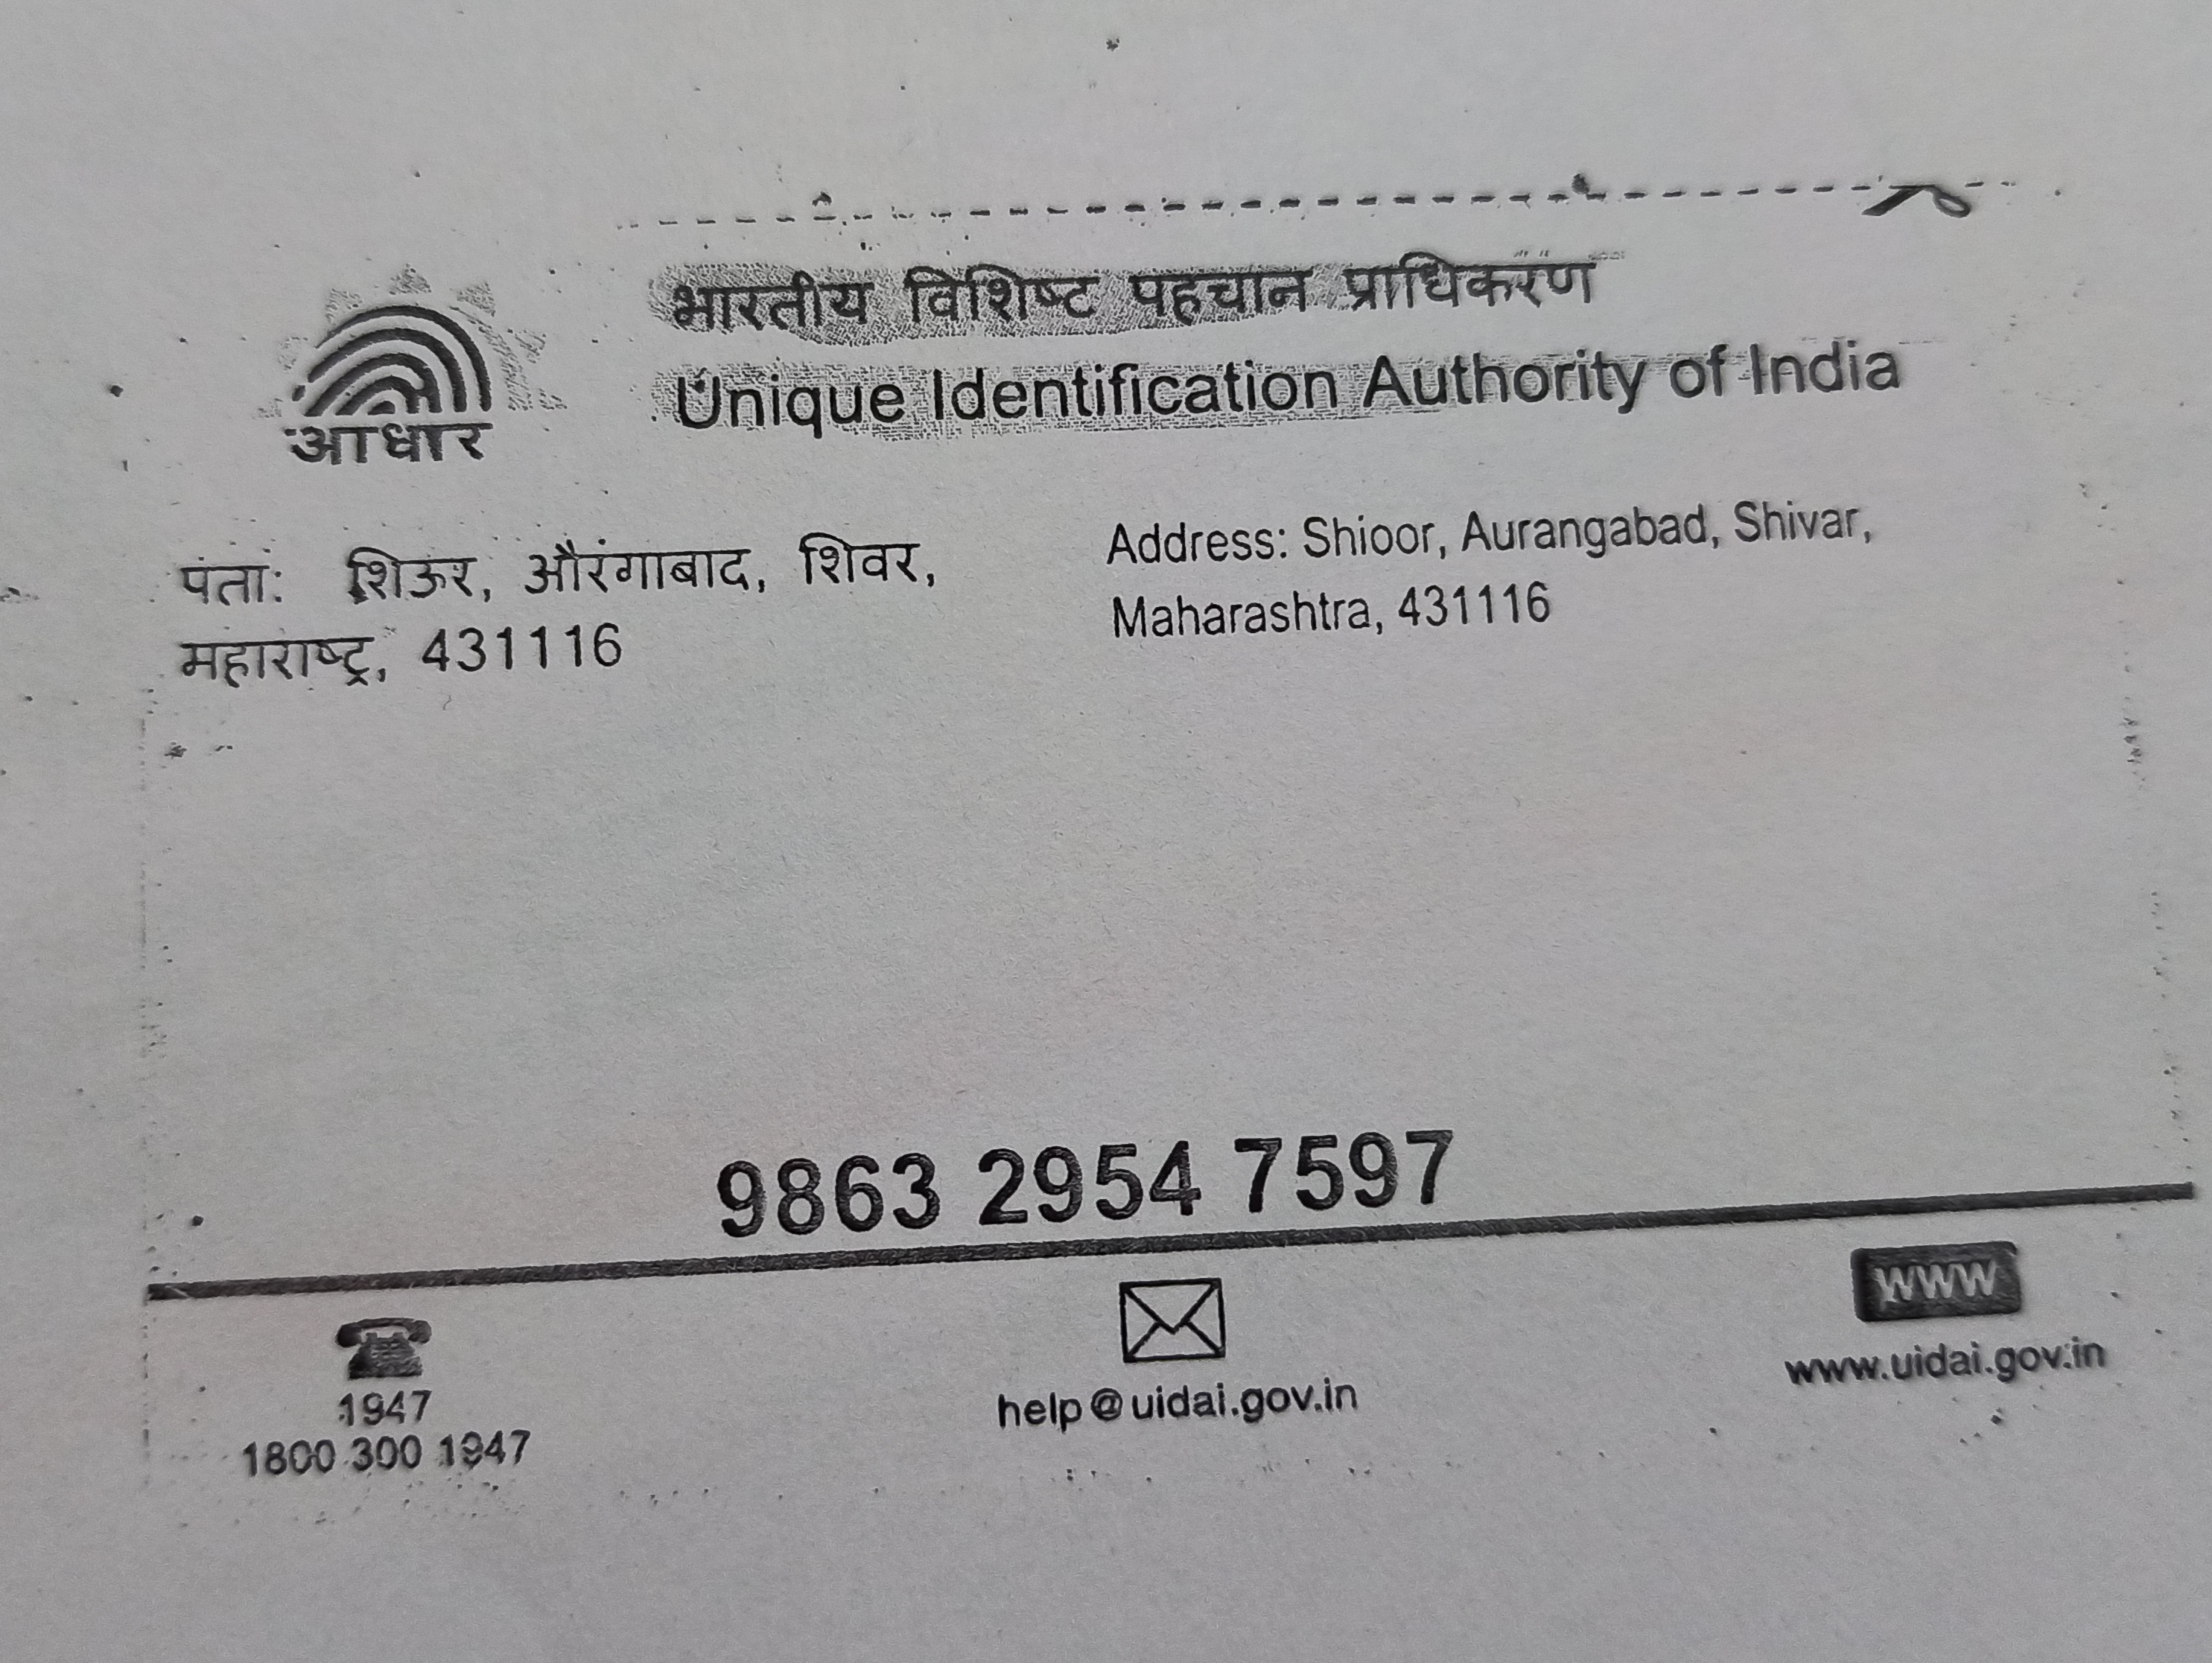 भारतीय विशिष्ट पहचान प्राधिकरण
Unique Identification Authority of India
आधार
पता: शिऊर, औरंगाबाद, शिवर,
महाराष्ट्र, 431116
Address: Shioor, Aurangabad, Shivar,
Maharashtra, 431116
9863 2954 7597
1947
1800 300 1947
help@uidai.gov.in
www
www.uidai.gov.in